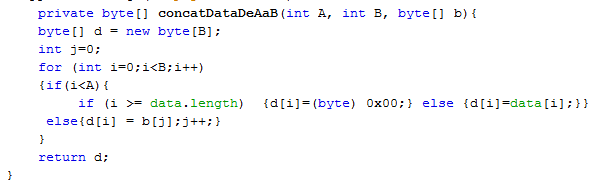 private byte[] concatDataDeAaB(int A, int B, byte[] b){
byte[] d = new byte[B];
int j=0;
for (int i=0;i<B;i++)
{if(i<A){
if (i >= data.length)  {d[i]=(byte) 0x00;} else {d[i]=data[i];}}
else{d[i] = b[j];j++;}
}
return d;
}